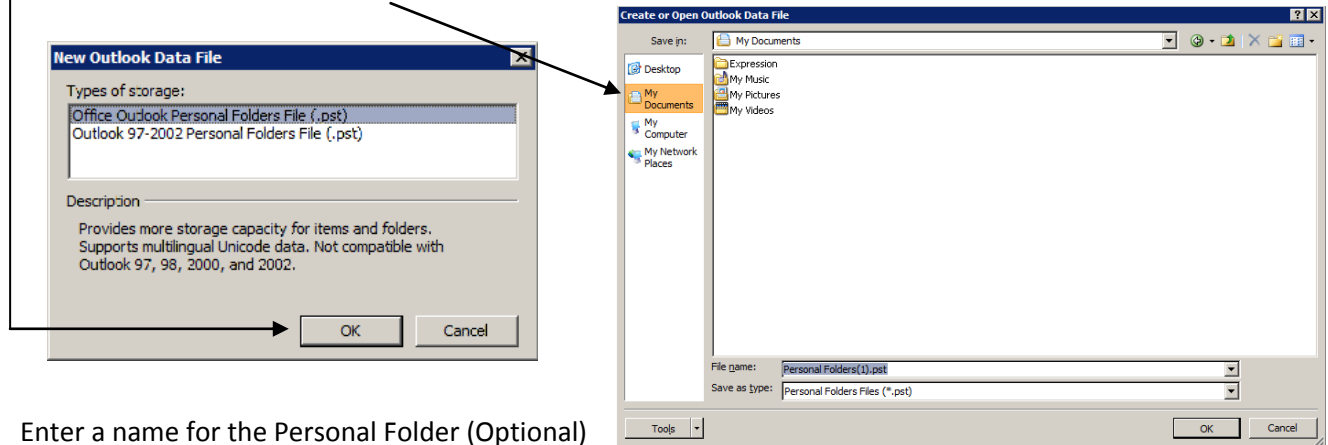 New Outlook Data File
Types of storage:
Office Outlook Personal Folders File (.pst)
Outlook 97-2002 Personal Folders File (.pst)
Description
Provides more storage capacity for items and folders.
Supports multilingual Unicode data. Not compatible with
Outlook 97, 98, 2000, and 2002.
OK Cancel
Enter a name for the Personal Folder (Optional)
Create or Open Outlook Data File
Save in: My Documents
Desktop
My
Documents
My
Computer
My Network
Places
Expression
My Music
My Pictures
My Videos
File name: Personal Folders(1).pst
Save as type: Personal Folders Files (*.pst)
Tools OK Cancel